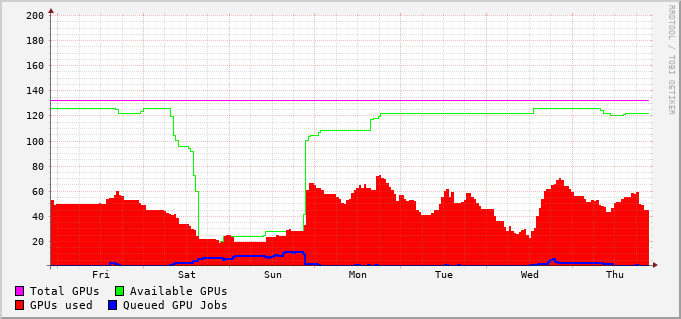 200
180
160
140
120
100
80
60
40
20
Fri Sat Sun Mon Tue Wed Thu
Total GPUs Available GPUs
GPUs used Queued GPU Jobs
RRDTOOL / TOBI OETIKER